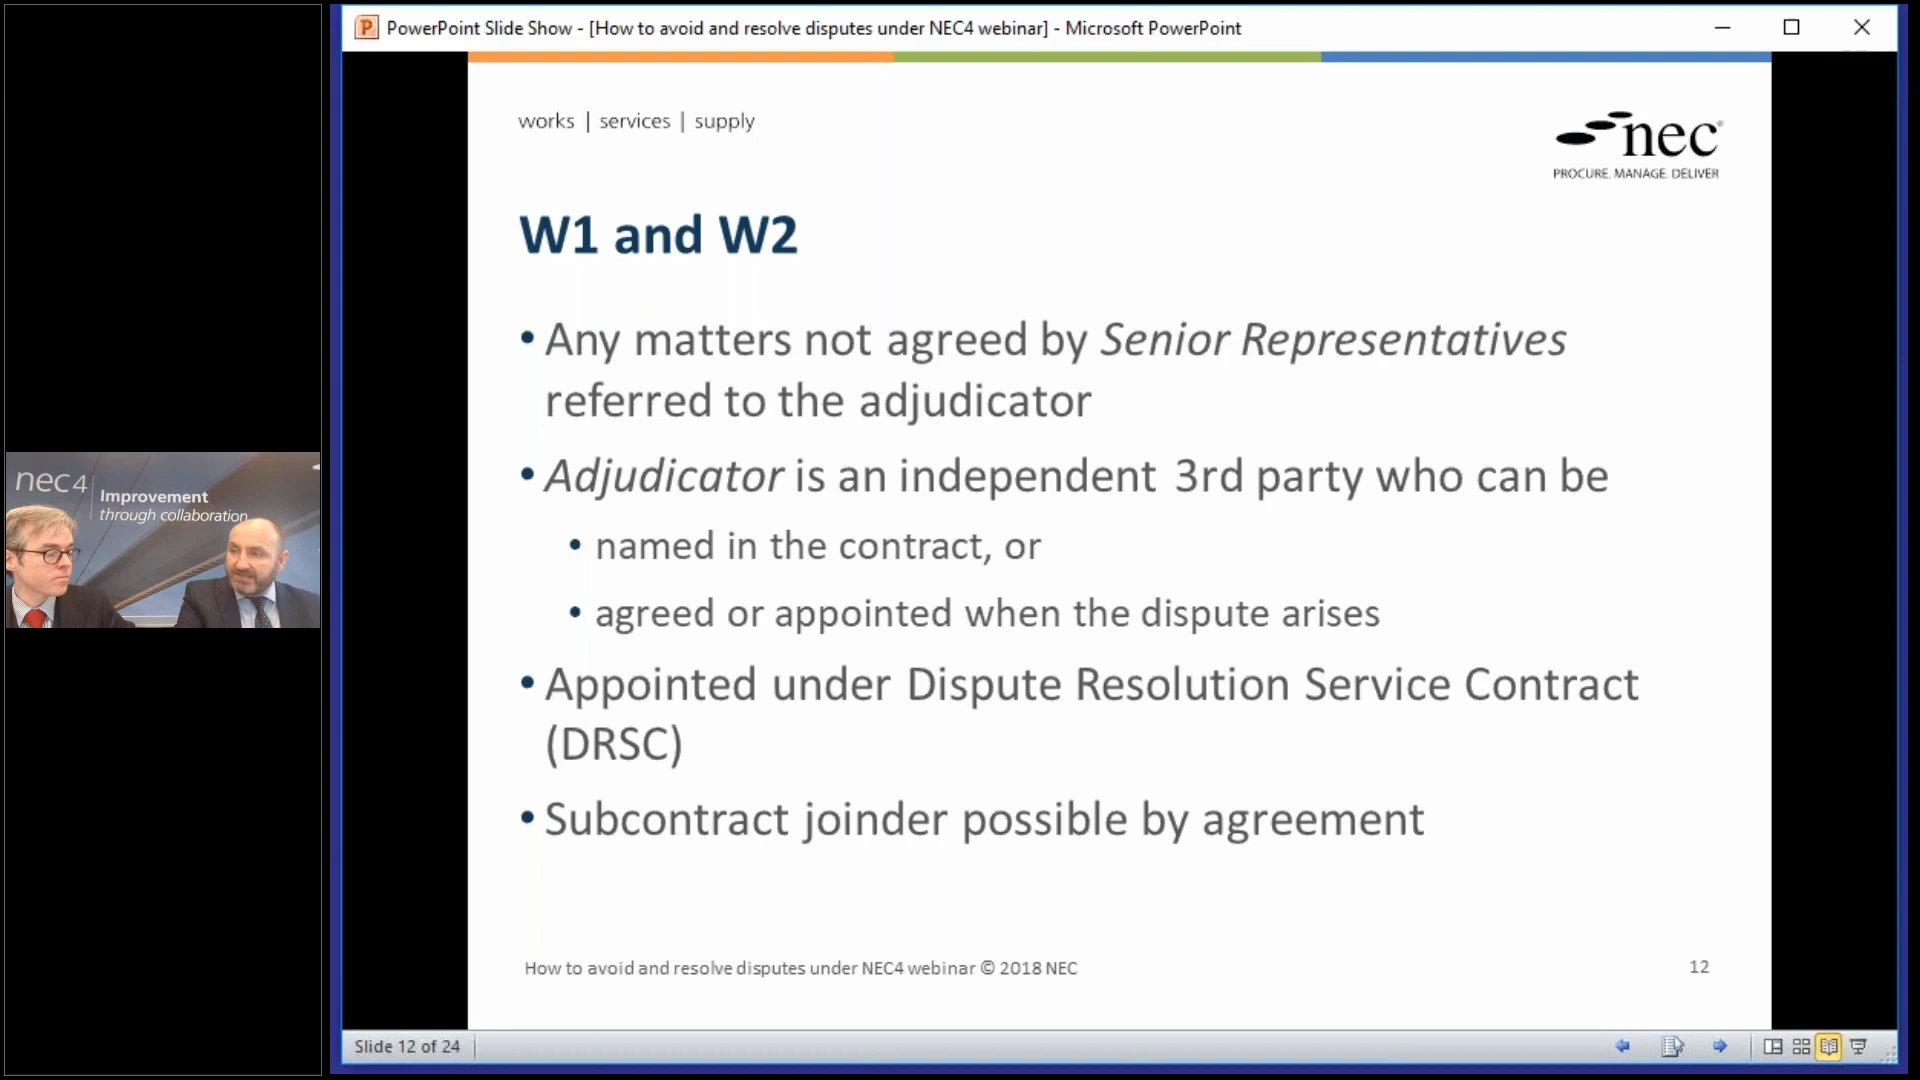 PowerPoint Slide Show - [How to avoid and resolve disputes under NEC4 webinar] - Microsoft PowerPoint
works | services | supply
nec®
PROCURE. MANAGE. DELIVER
W1 and W2
• Any matters not agreed by Senior Representatives
referred to the adjudicator
• Adjudicator is an independent 3rd party who can be
• named in the contract, or
• agreed or appointed when the dispute arises
• Appointed under Dispute Resolution Service Contract
(DRSC)
• Subcontract joinder possible by agreement
How to avoid and resolve disputes under NEC4 webinar © 2018 NEC
12
Slide 12 of 24
nec4
Improvement
through collaboration